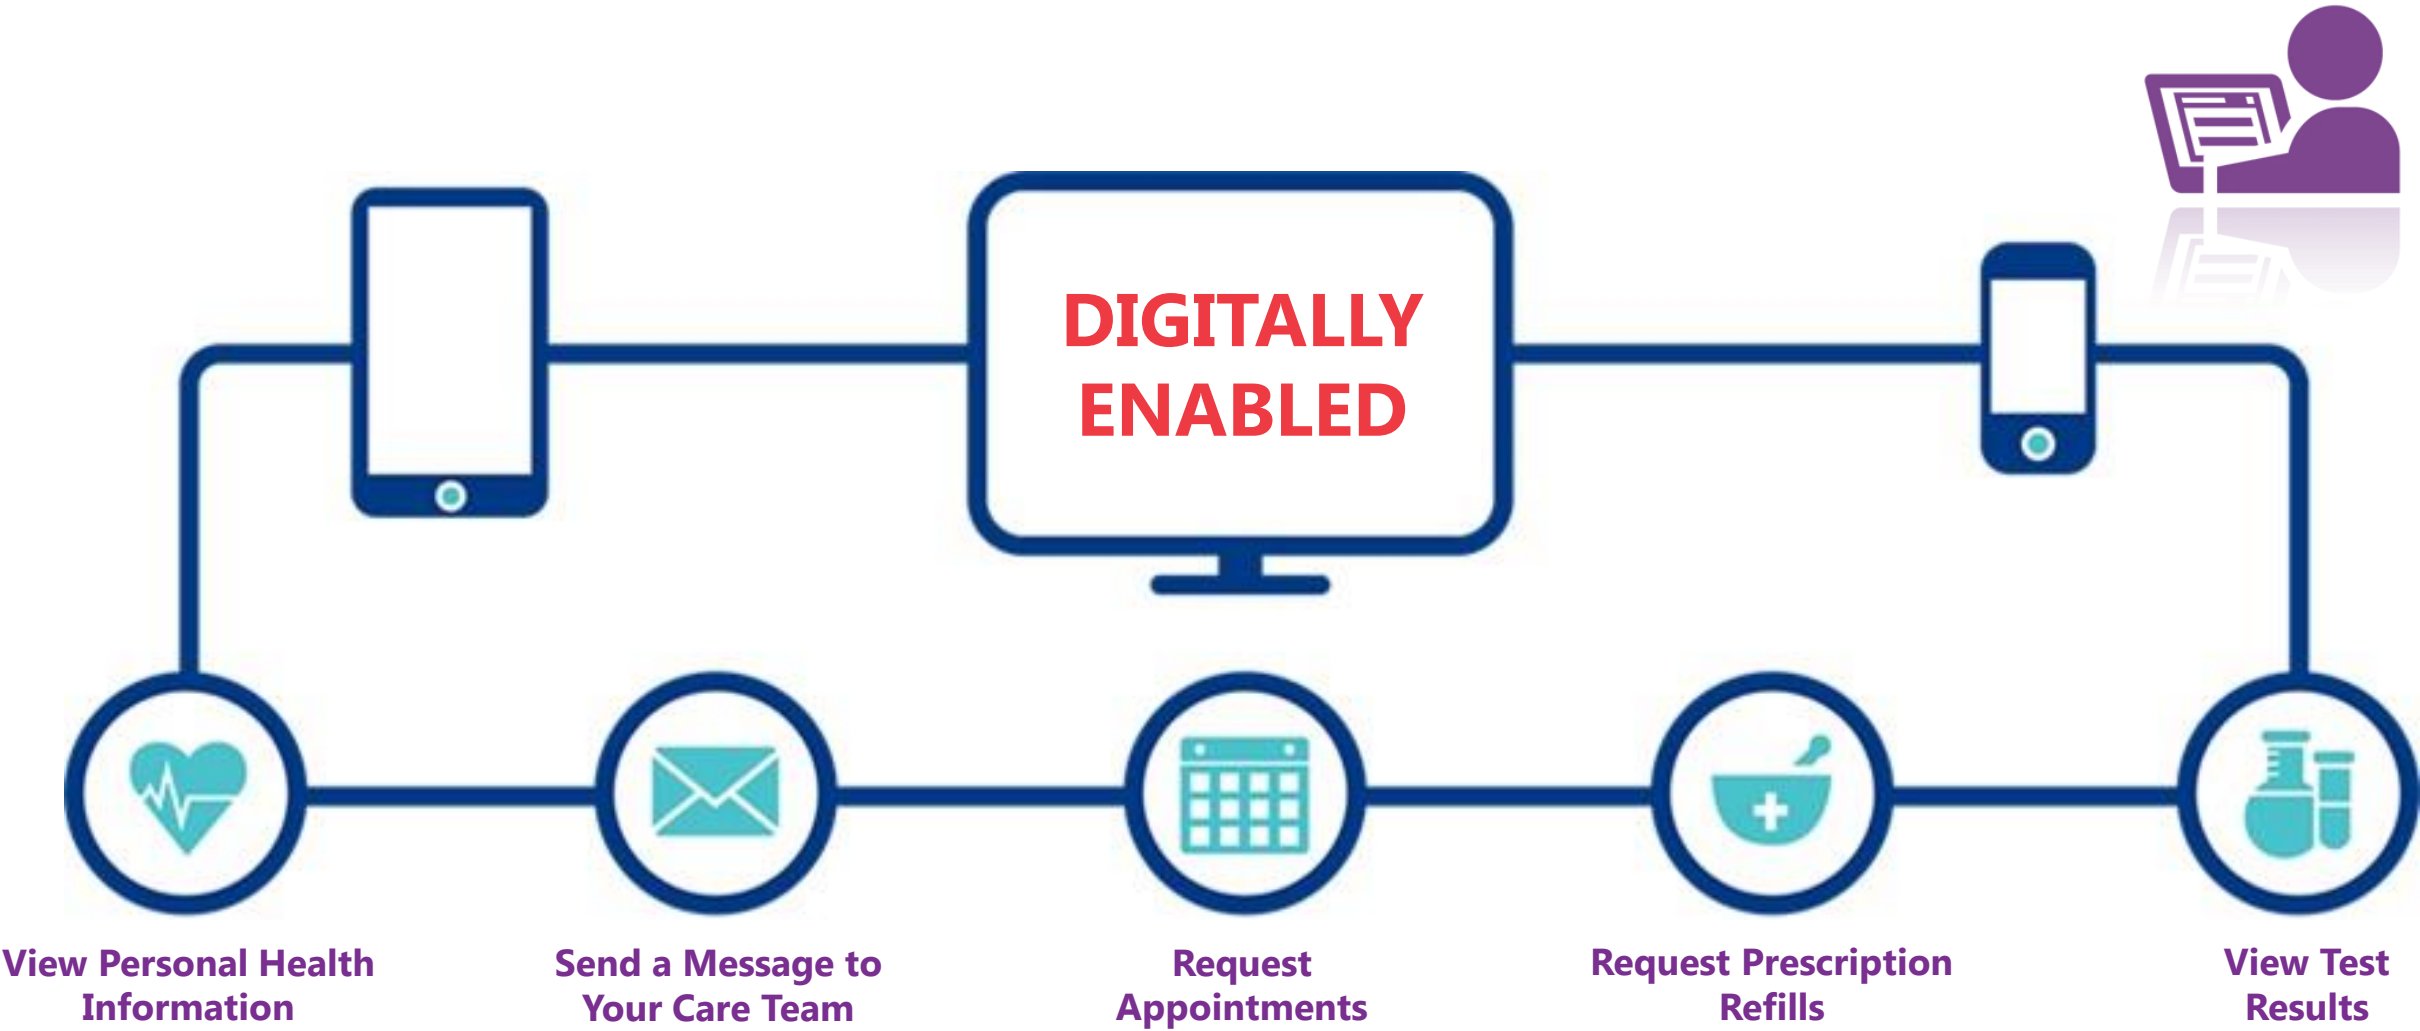 DIGITALLY
ENABLED
View Personal Health
Information
Send a Message to
Your Care Team
Request
Appointments
Request Prescription
Refills
View Test
Results